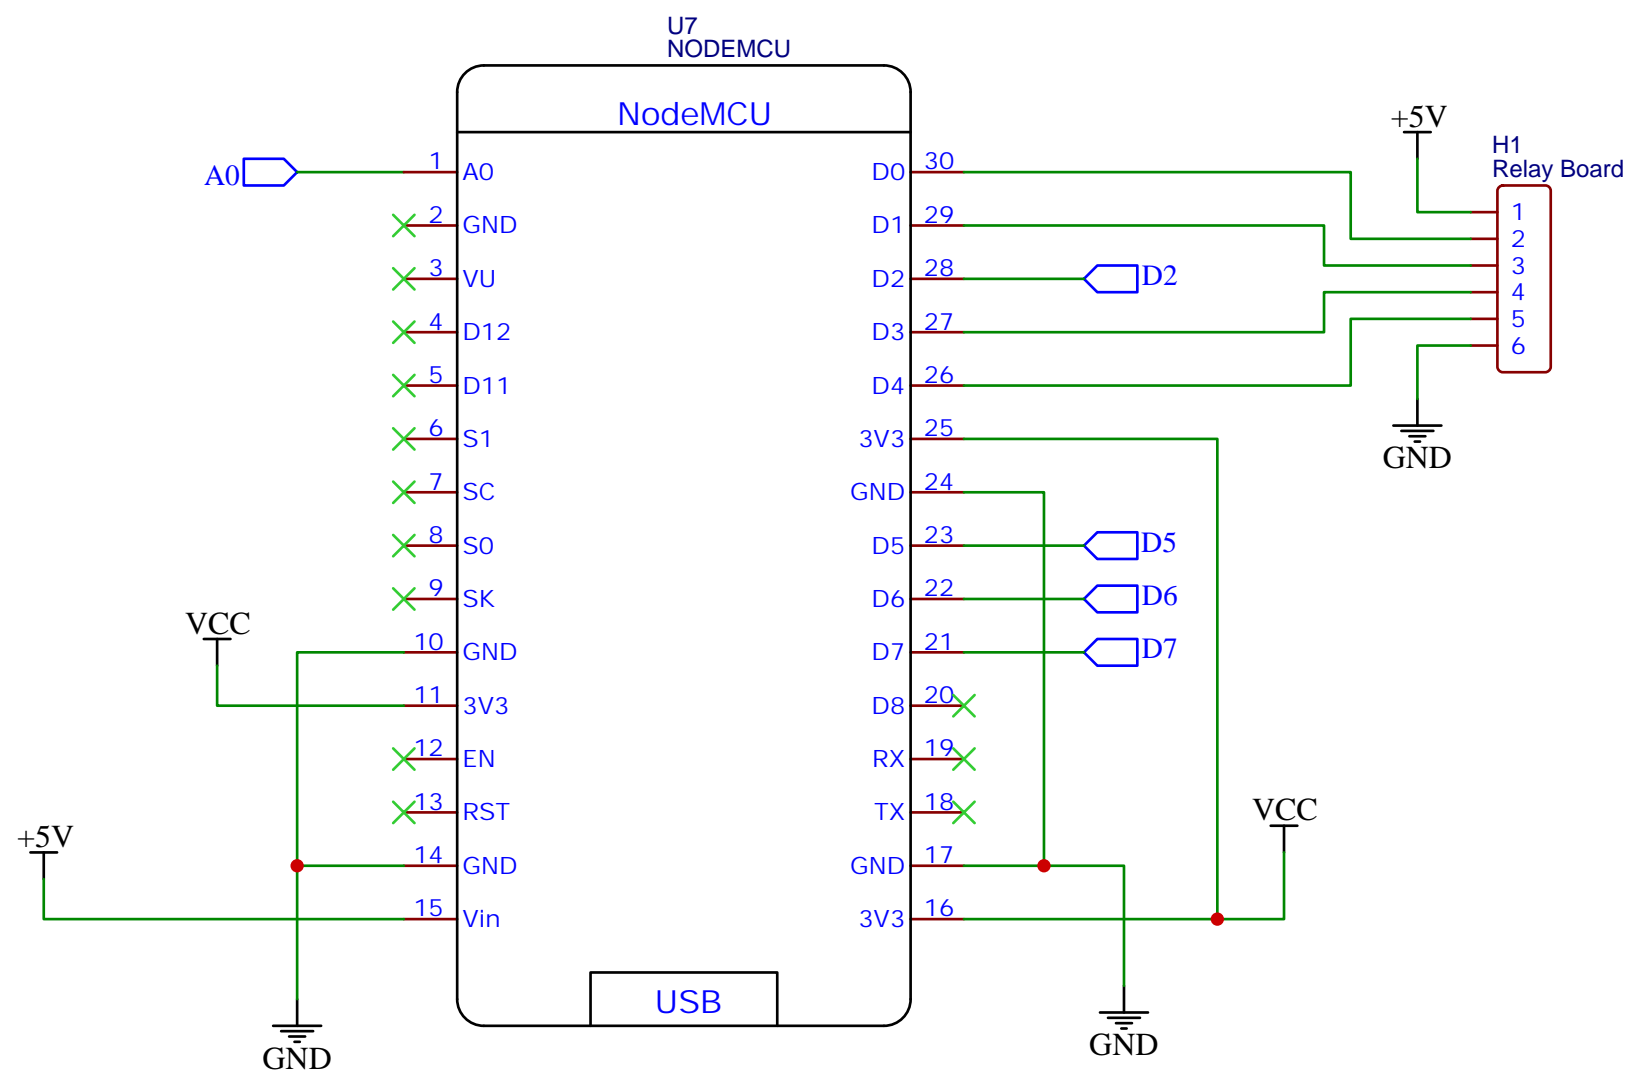 U7
NODEMCU
NodeMCU
A0
1 A0
2 GND
3 VU
4 D12
5 D11
6 S1
7 SC
8 S0
9 SK
VCC
10 GND
11 3V3
12 EN
13 RST
+5V
14 GND
15 Vin
GND
USB
D0 30
D1 29
D2 28 D2
D3 27
D4 26
3V3 25
GND 24
D5 23 D5
D6 22 D6
D7 21 D7
D8 20
RX 19
TX 18
VCC
GND 17
3V3 16
GND
+5V
H1
Relay Board
1
2
3
4
5
6
GND